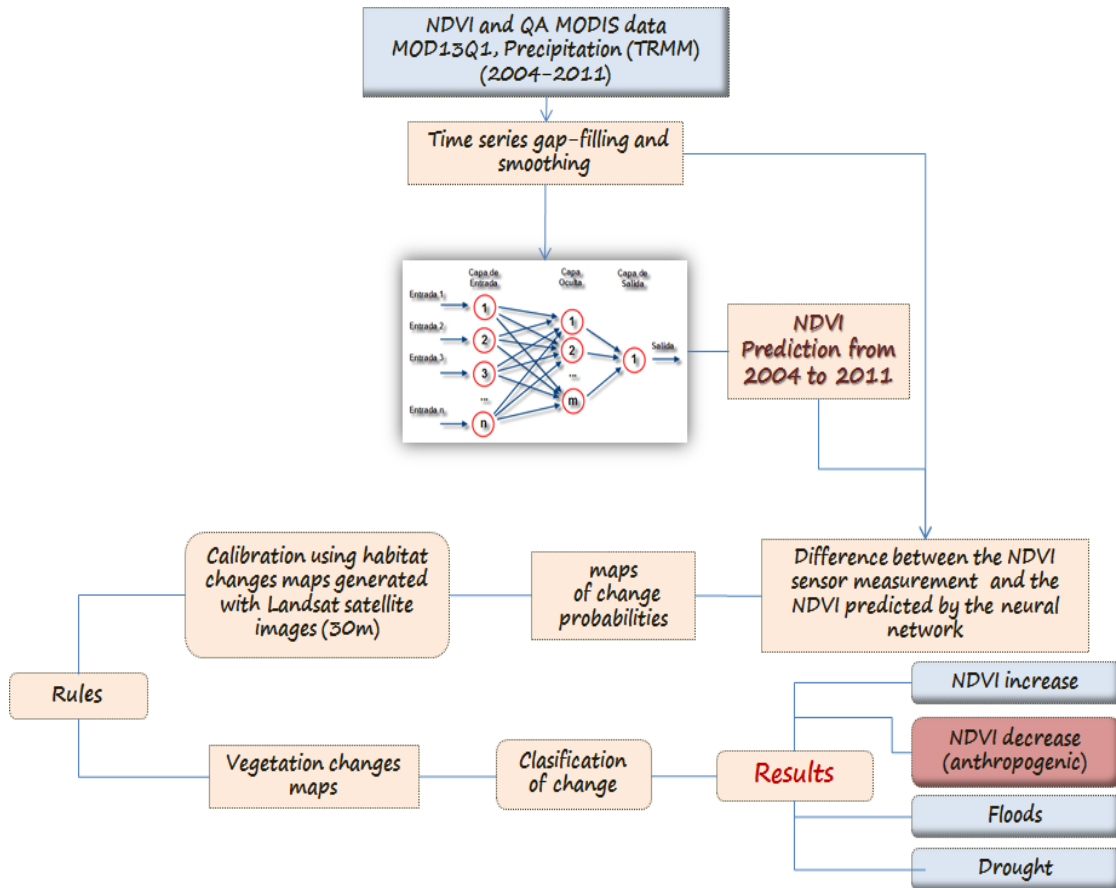 NDVI and QA MODIS data
MOD13Q1, Precipitation (TRMM)
(2004-2011)
Time series gap-filling and
smoothing
Capa de
Entrada
Capa
Oculta
Capa de
Salida
Entrada 1
Entrada 2
Entrada 3
Entrada n
1
2
3
...
n
1
2
...
m
1
Salida
NDVI
Prediction from
2004 to 2011
Calibration using habitat
changes maps generated
with Landsat satellite
images (30m)
maps
of change
probabilities
Difference between the NDVI
sensor measurement and the
NDVI predicted by the neural
network
Rules
Vegetation changes
maps
Clasification
of change
Results
NDVI increase
NDVI decrease
(anthropogenic)
Floods
Drought